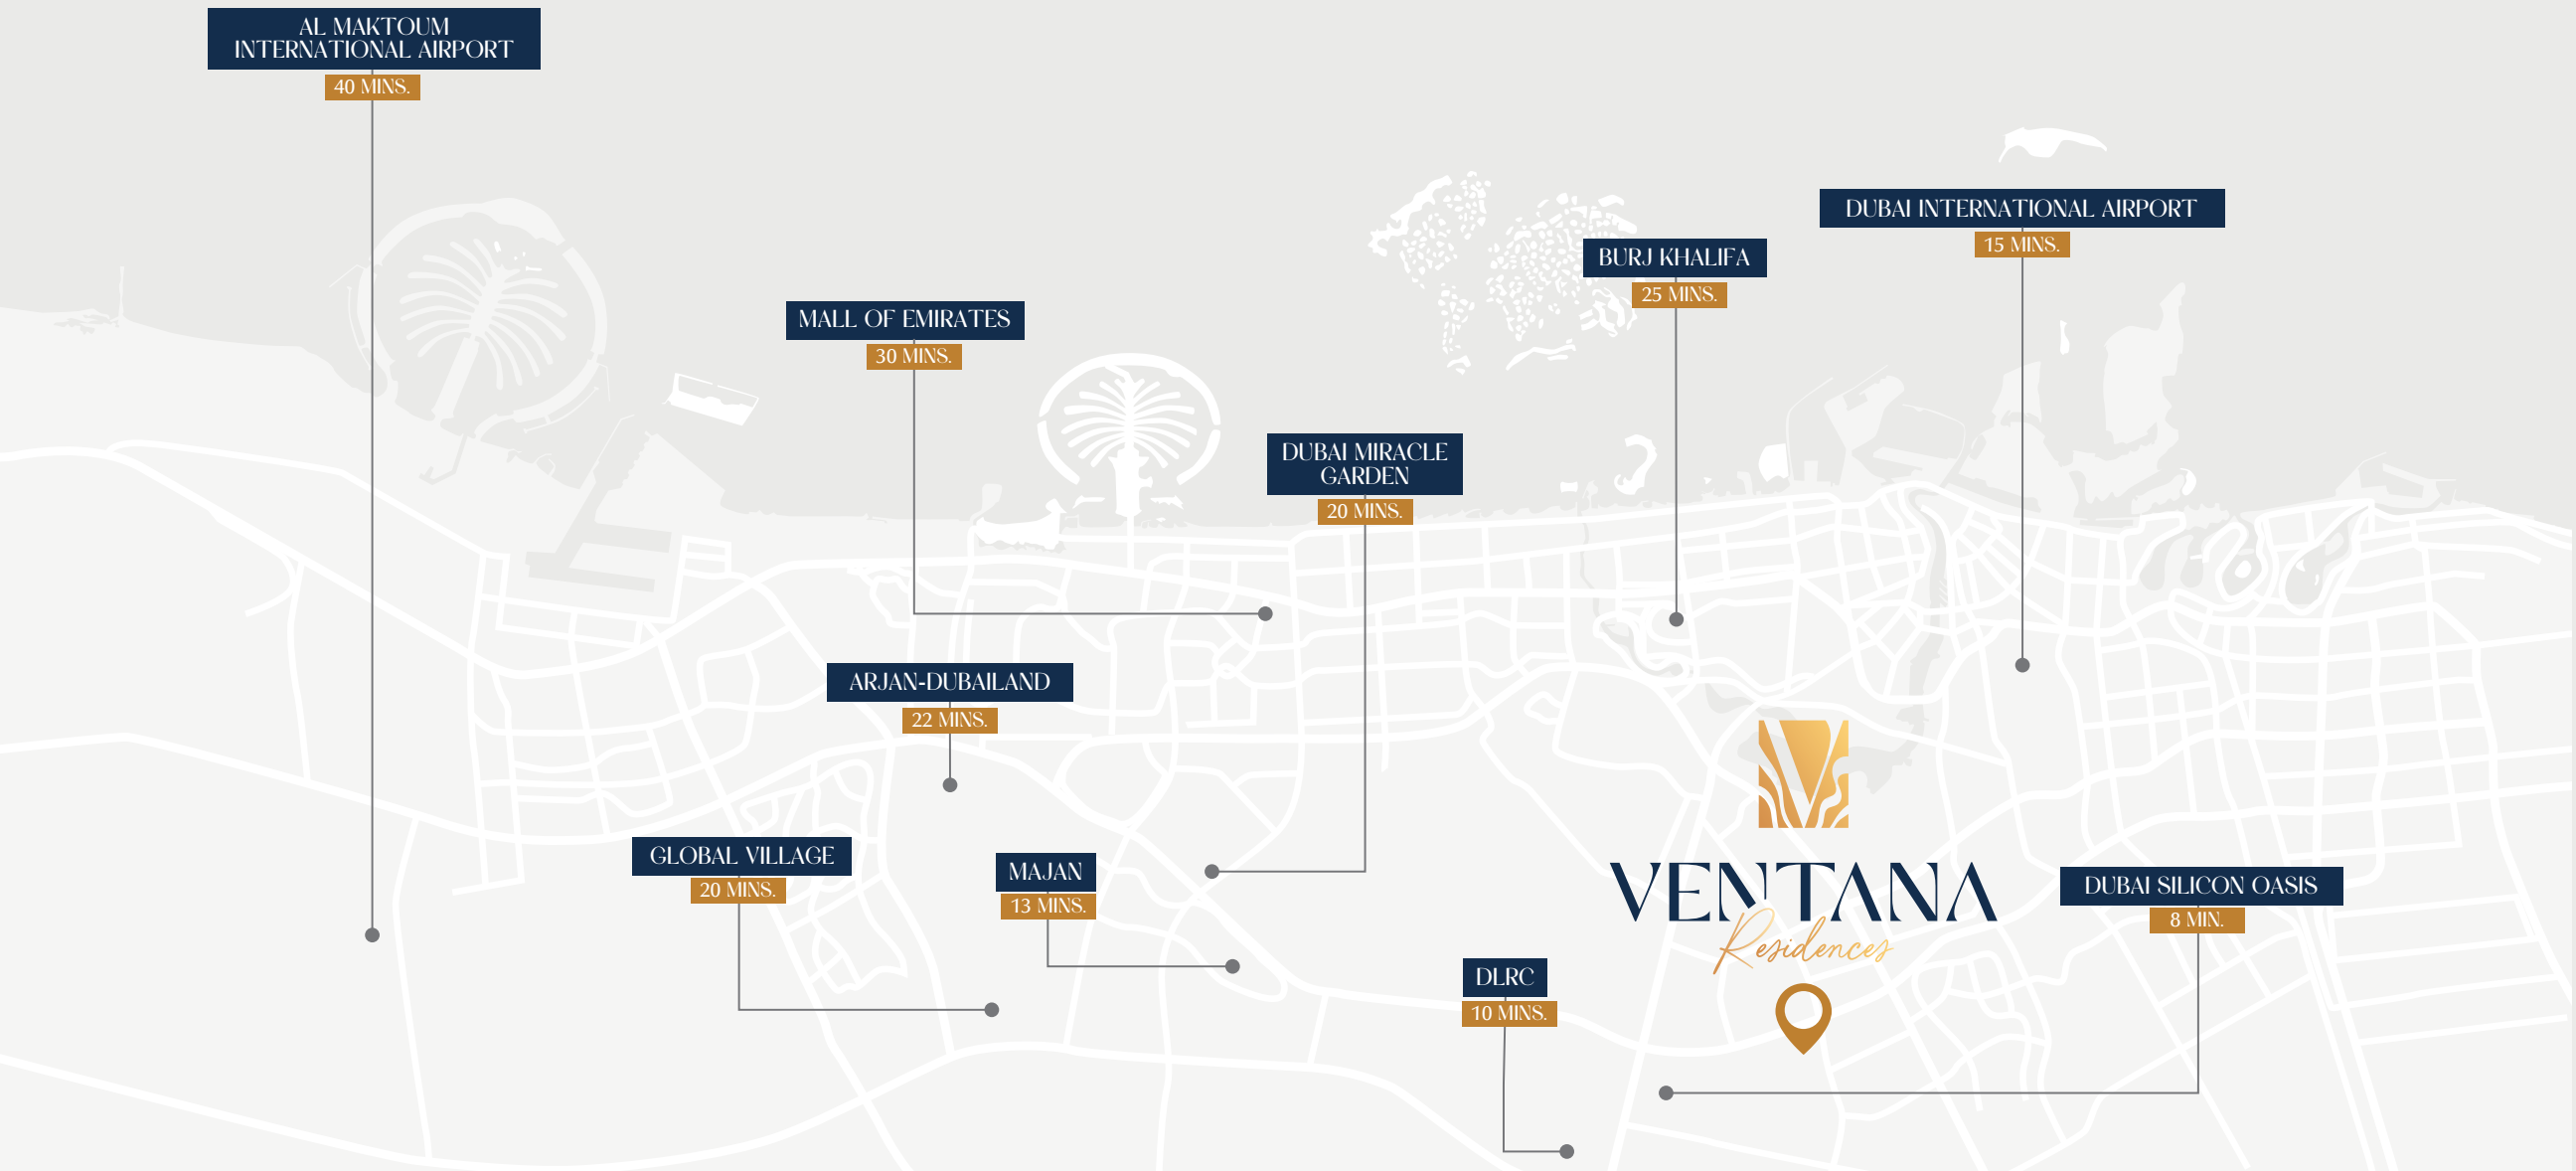 AL MAKTOUM
INTERNATIONAL AIRPORT
40 MINS.
DUBAI INTERNATIONAL AIRPORT
15 MINS.
BURJ KHALIFA
25 MINS.
MALL OF EMIRATES
30 MINS.
DUBAI MIRACLE
GARDEN
20 MINS.
ARJAN-DUBAILAND
22 MINS.
GLOBAL VILLAGE
20 MINS.
MAJAN
13 MINS.
VENTANA
Residences
DUBAI SILICON OASIS
8 MIN.
DLRC
10 MINS.